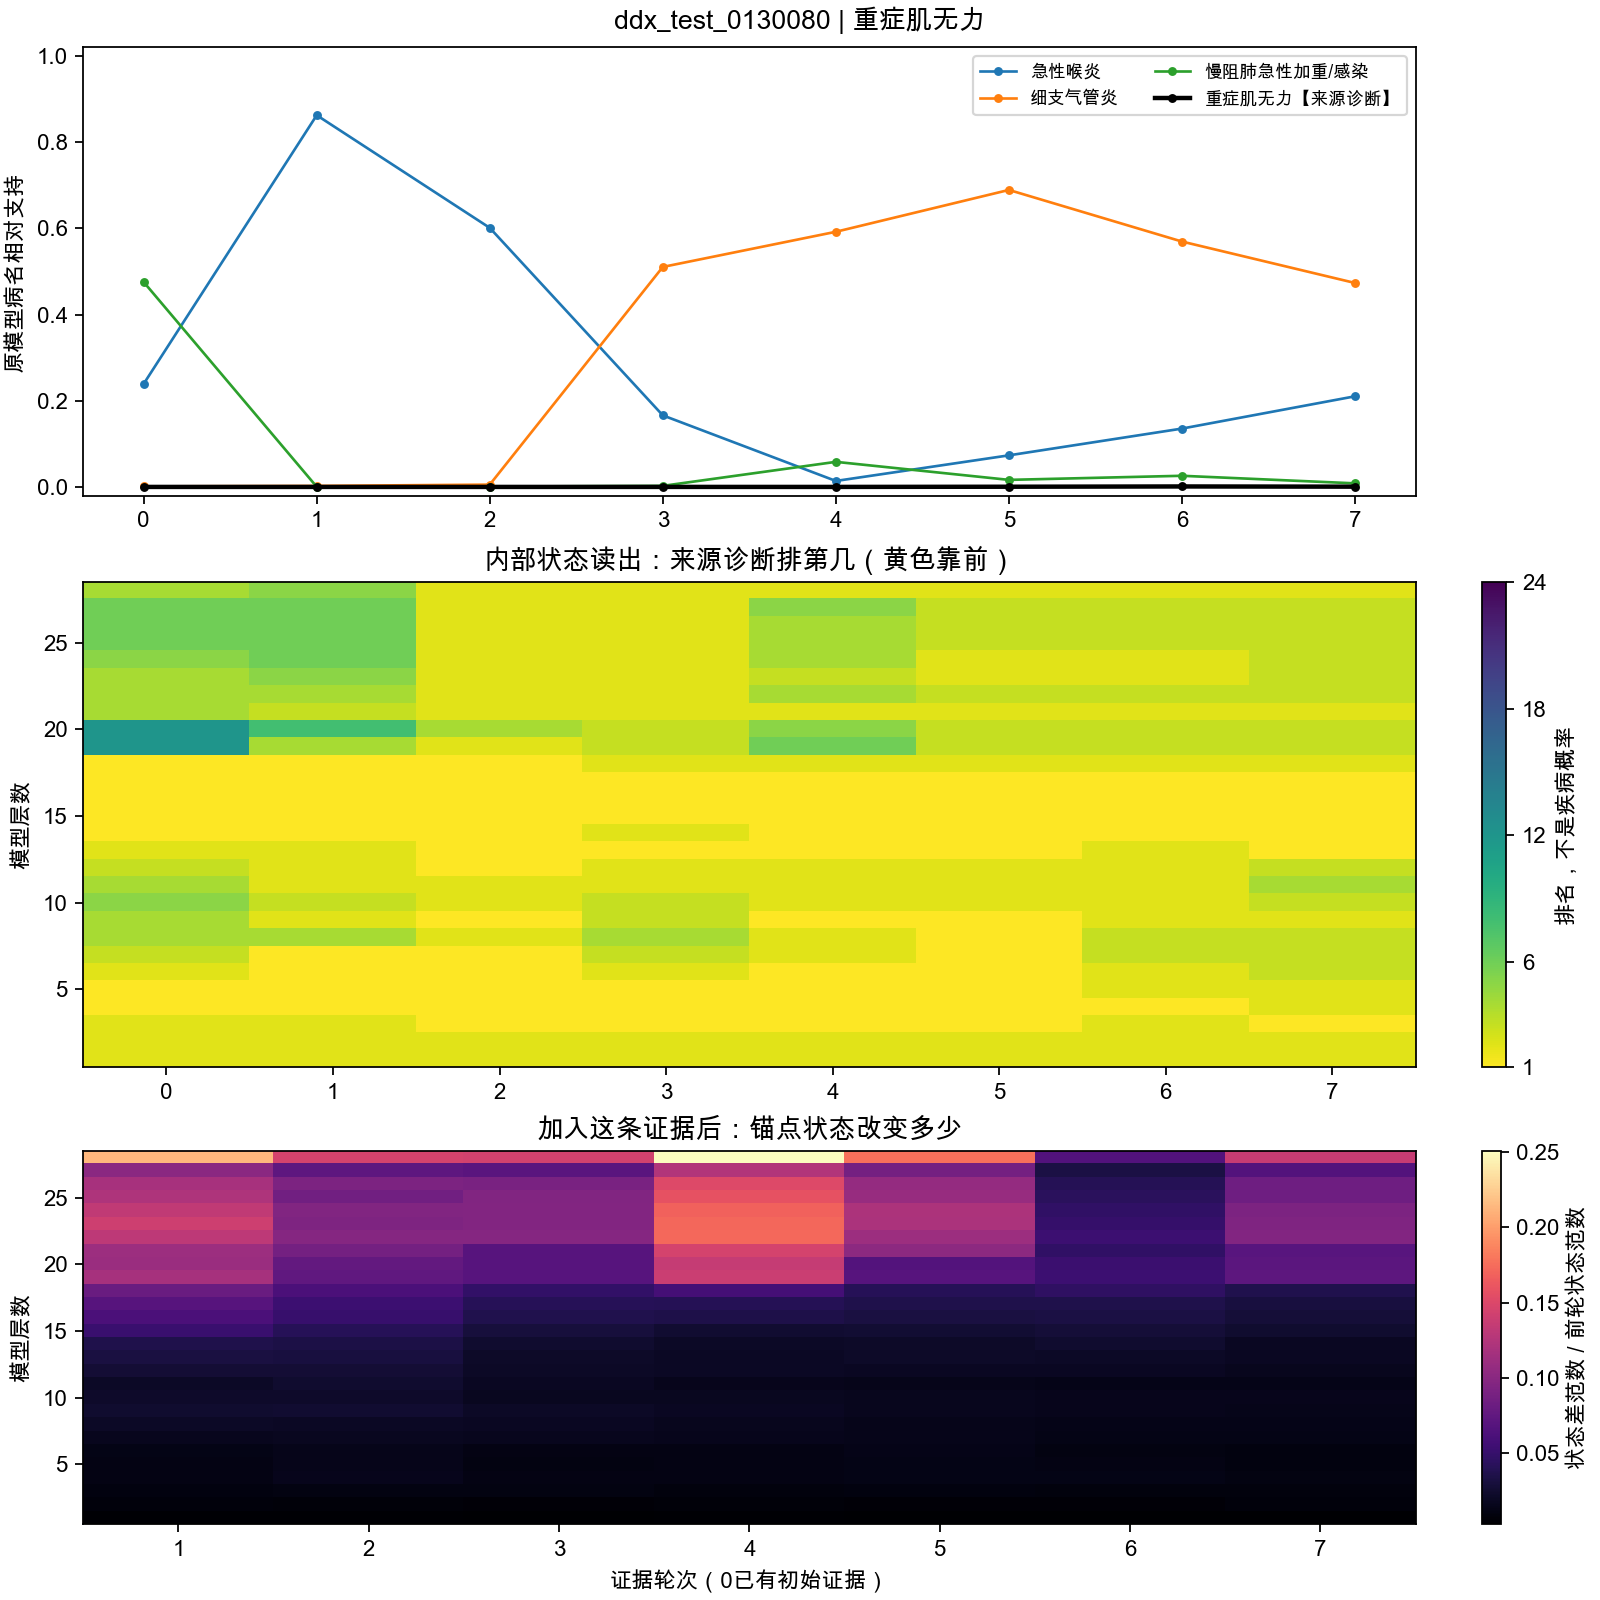 ddx_test_0130080 | 重症肌无力
原模型病名相对支持
1.0
0.8
0.6
0.4
0.2
0.0
急性喉炎
细支气管炎
慢阻肺急性加重/感染
重症肌无力【来源诊断】
0 1 2 3 4 5 6 7
内部状态读出：来源诊断排第几（黄色靠前）
模型层数
25
20
15
10
5
0 1 2 3 4 5 6 7
24
18
12
6
1
排名，不是疾病概率
加入这条证据后：锚点状态改变多少
模型层数
25
20
15
10
5
1 2 3 4 5 6 7
证据轮次（0已有初始证据）
0.25
0.20
0.15
0.10
0.05
状态差范数 / 前轮状态范数